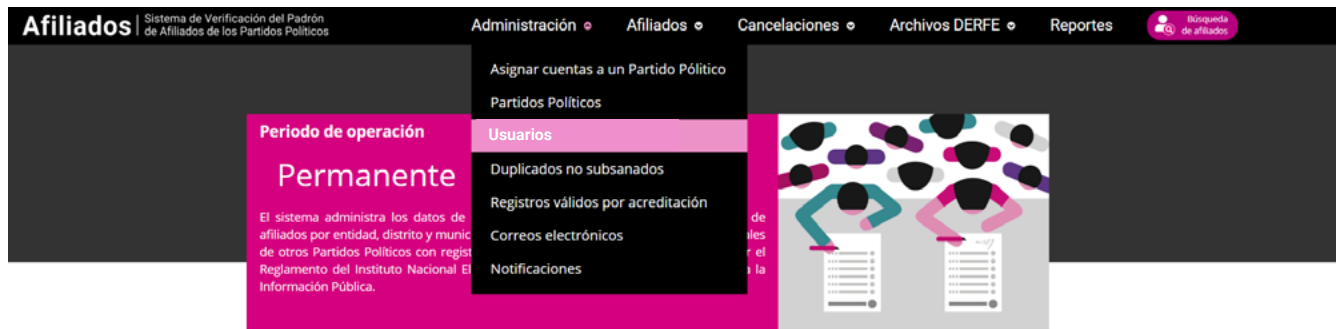 Afiliados
Sistema de Verificación del Padrón
de Afiliados de los Partidos Políticos
Administración
Afiliados
Cancelaciones
Archivos DERFE
Reportes
Búsqueda
de afiliados
Asignar cuentas a un Partido Pólitico
Partidos Políticos
Usuarios
Duplicados no subsanados
Registros válidos por acreditación
Correos electrónicos
Notificaciones
Periodo de operación
Permanente
El sistema administra los datos de
afiliados por entidad, distrito y
de otros Partidos Políticos con
Reglamento del Instituto Nacional
Información Pública.
de
el
a la